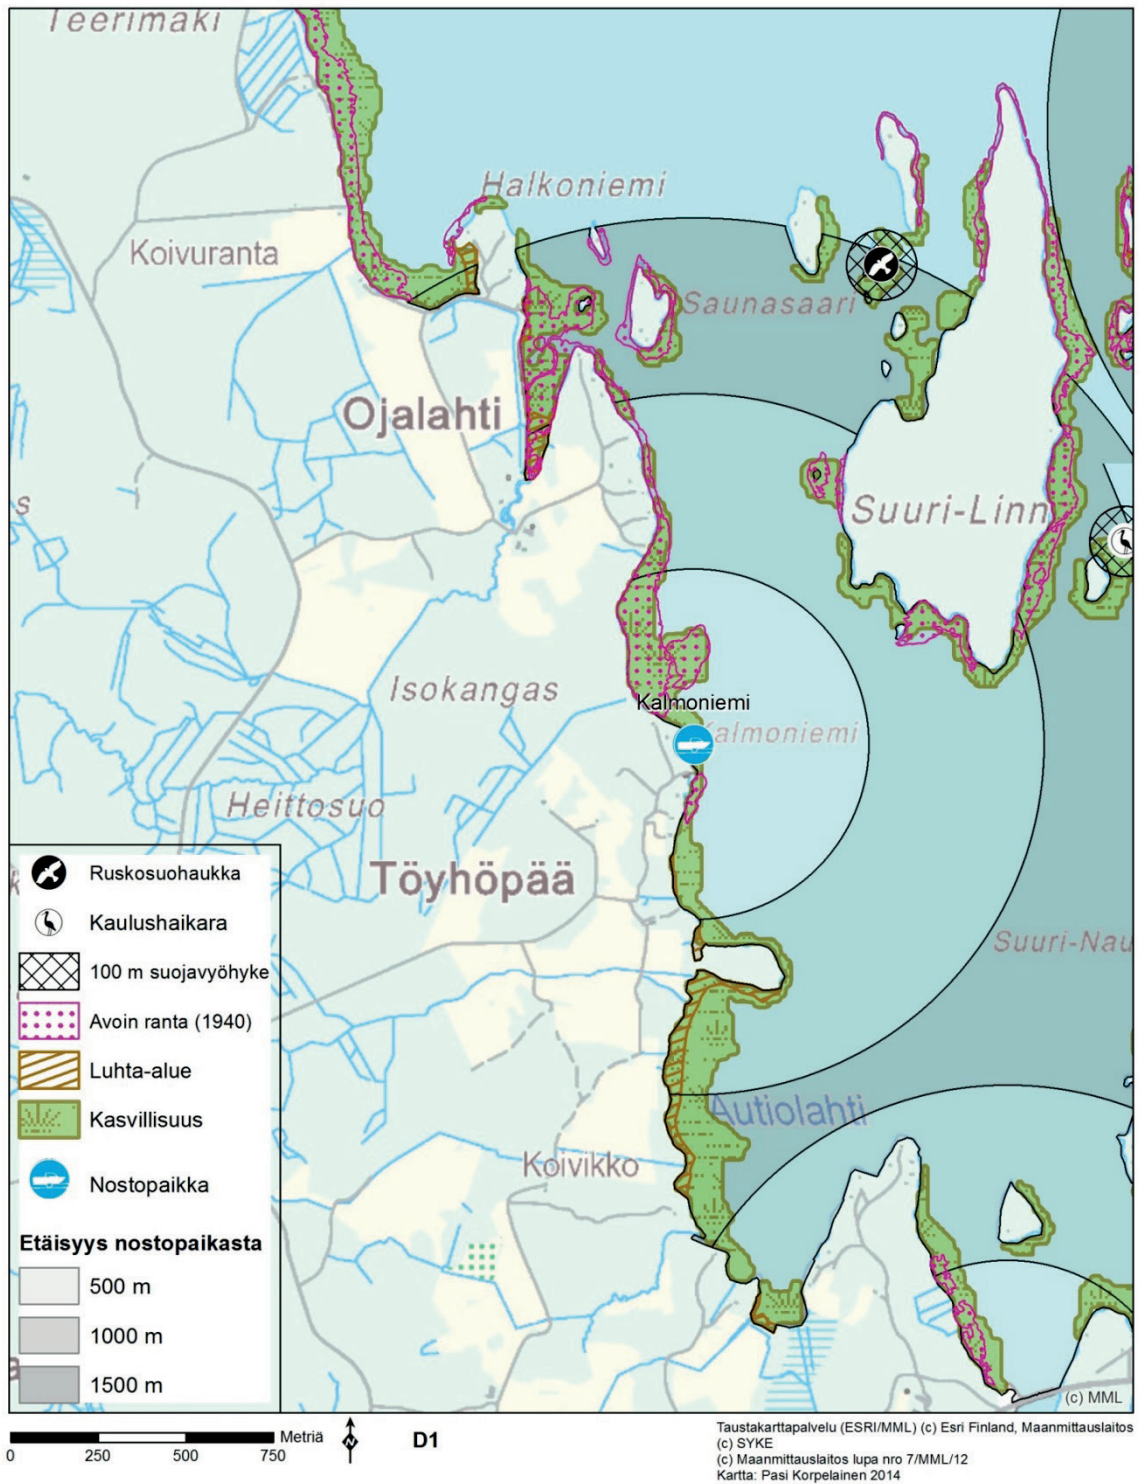 Teerimäki
Halkoniemi
Koivuranta
Saunasaari
Ojalahti
s
Suuri-Linn
Isokangas
Kalmoniemi
Kalmoniemi
Heittosuo
Töyhöpää
Suuri-Nau
Autiolahti
Koivikko
Ruskosuohaukka
Kaulushaikara
100 m suojavyöhyke
Avoin ranta (1940)
Luhta-alue
Kasvillisuus
Nostopaikka
Etäisyys nostopaikasta
500 m
1000 m
1500 m
(c) MML
Metriä
0 250 500 750
N
D1
Taustakarttapalvelu (ESRI/MML) (c) Esri Finland, Maanmittauslaitos
(c) SYKE
(c) Maanmittauslaitos lupa nro 7/MML/12
Kartta: Pasi Korpelainen 2014